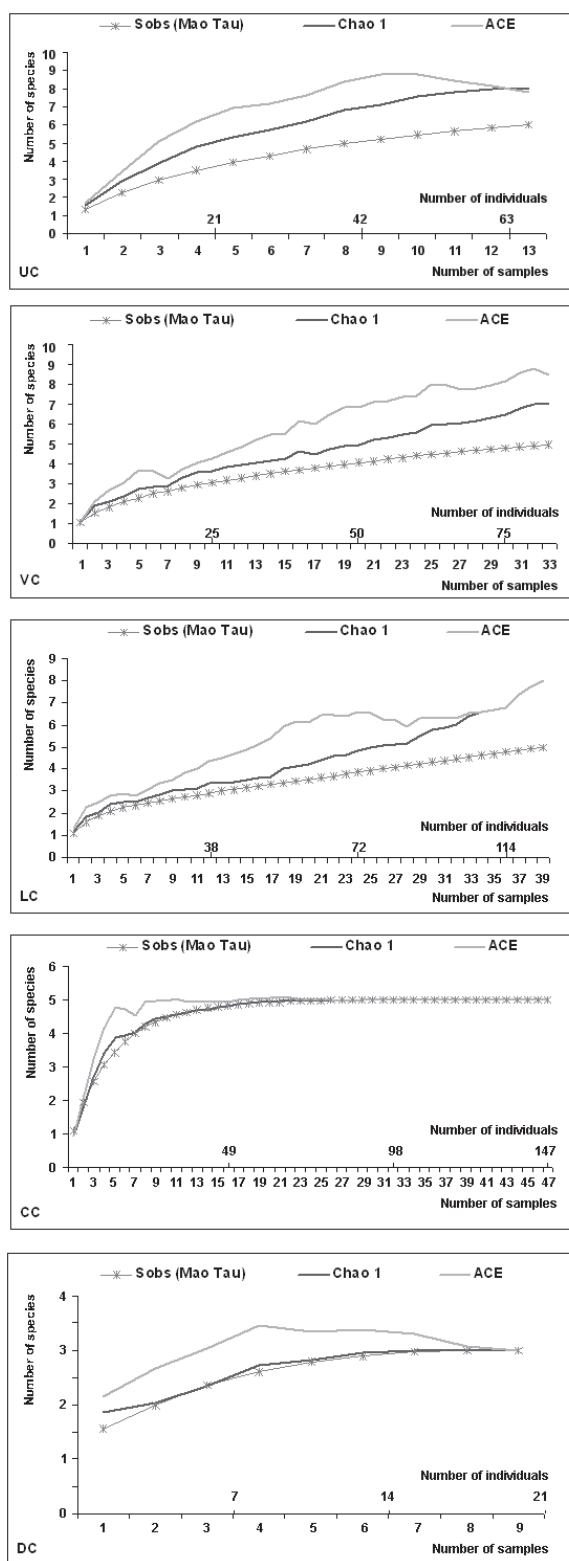 Sobs (Mao Tau) Chao 1 ACE
Number of species
10
9
8
7
6
5
4
3
2
1
0
Number of individuals
21 42 63
1 2 3 4 5 6 7 8 9 10 11 12 13
UC Number of samples
Sobs (Mao Tau) Chao 1 ACE
Number of species
10
9
8
7
6
5
4
3
2
1
0
Number of individuals
25 50 75
1 3 5 7 9 11 13 15 17 19 21 23 25 27 29 31 33
VC Number of samples
Sobs (Mao Tau) Chao 1 ACE
Number of species
9
8
7
6
5
4
3
2
1
0
Number of individuals
38 72 114
1 3 5 7 9 11 13 15 17 19 21 23 25 27 29 31 33 35 37 39
LC Number of samples
Sobs (Mao Tau) Chao 1 ACE
Number of species
6
5
4
3
2
1
0
Number of individuals
49 98 147
1 3 5 7 9 11 13 15 17 19 21 23 25 27 29 31 33 35 37 39 41 43 45 47
CC Number of samples
Sobs (Mao Tau) Chao 1 ACE
Number of species
4
3
2
1
0
Number of individuals
7 14 21
1 2 3 4 5 6 7 8 9
DC Number of samples